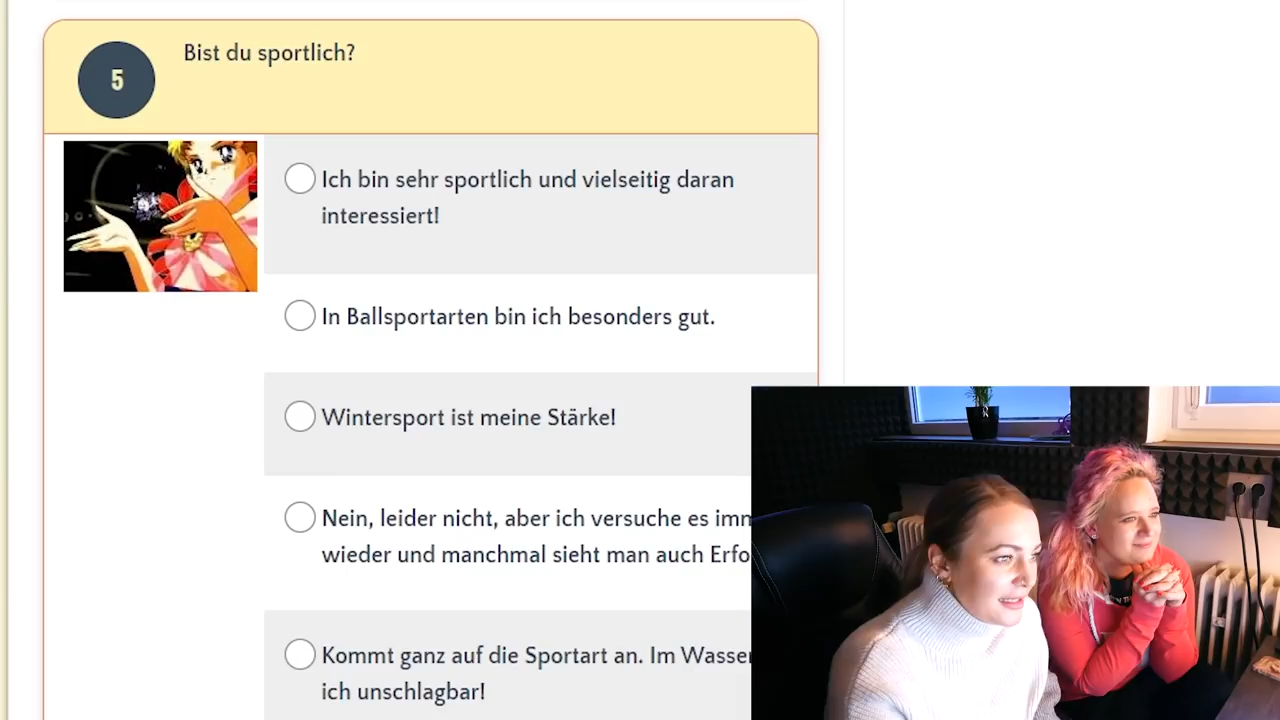 5
Bist du sportlich?
Ich bin sehr sportlich und vielseitig daran
interessiert!
In Ballsportarten bin ich besonders gut.
Wintersport ist meine Stärke!
Nein, leider nicht, aber ich versuche es
wieder und manchmal sieht man auch
Kommt ganz auf die Sportart an. Im
ich unschlagbar!